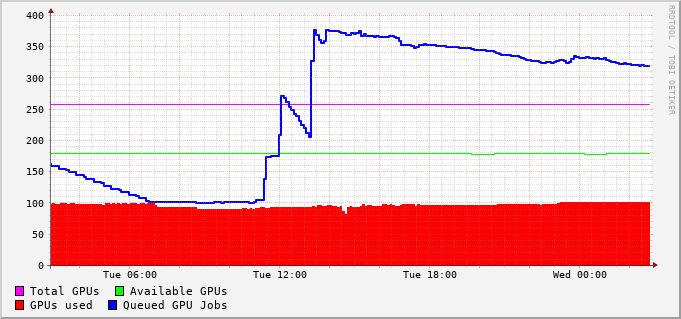 400
350
300
250
200
150
100
50
0
Tue 06:00 Tue 12:00 Tue 18:00 Wed 00:00
Total GPUs Available GPUs
GPUs used Queued GPU Jobs
RRDTOOL / TOBI OETIKER